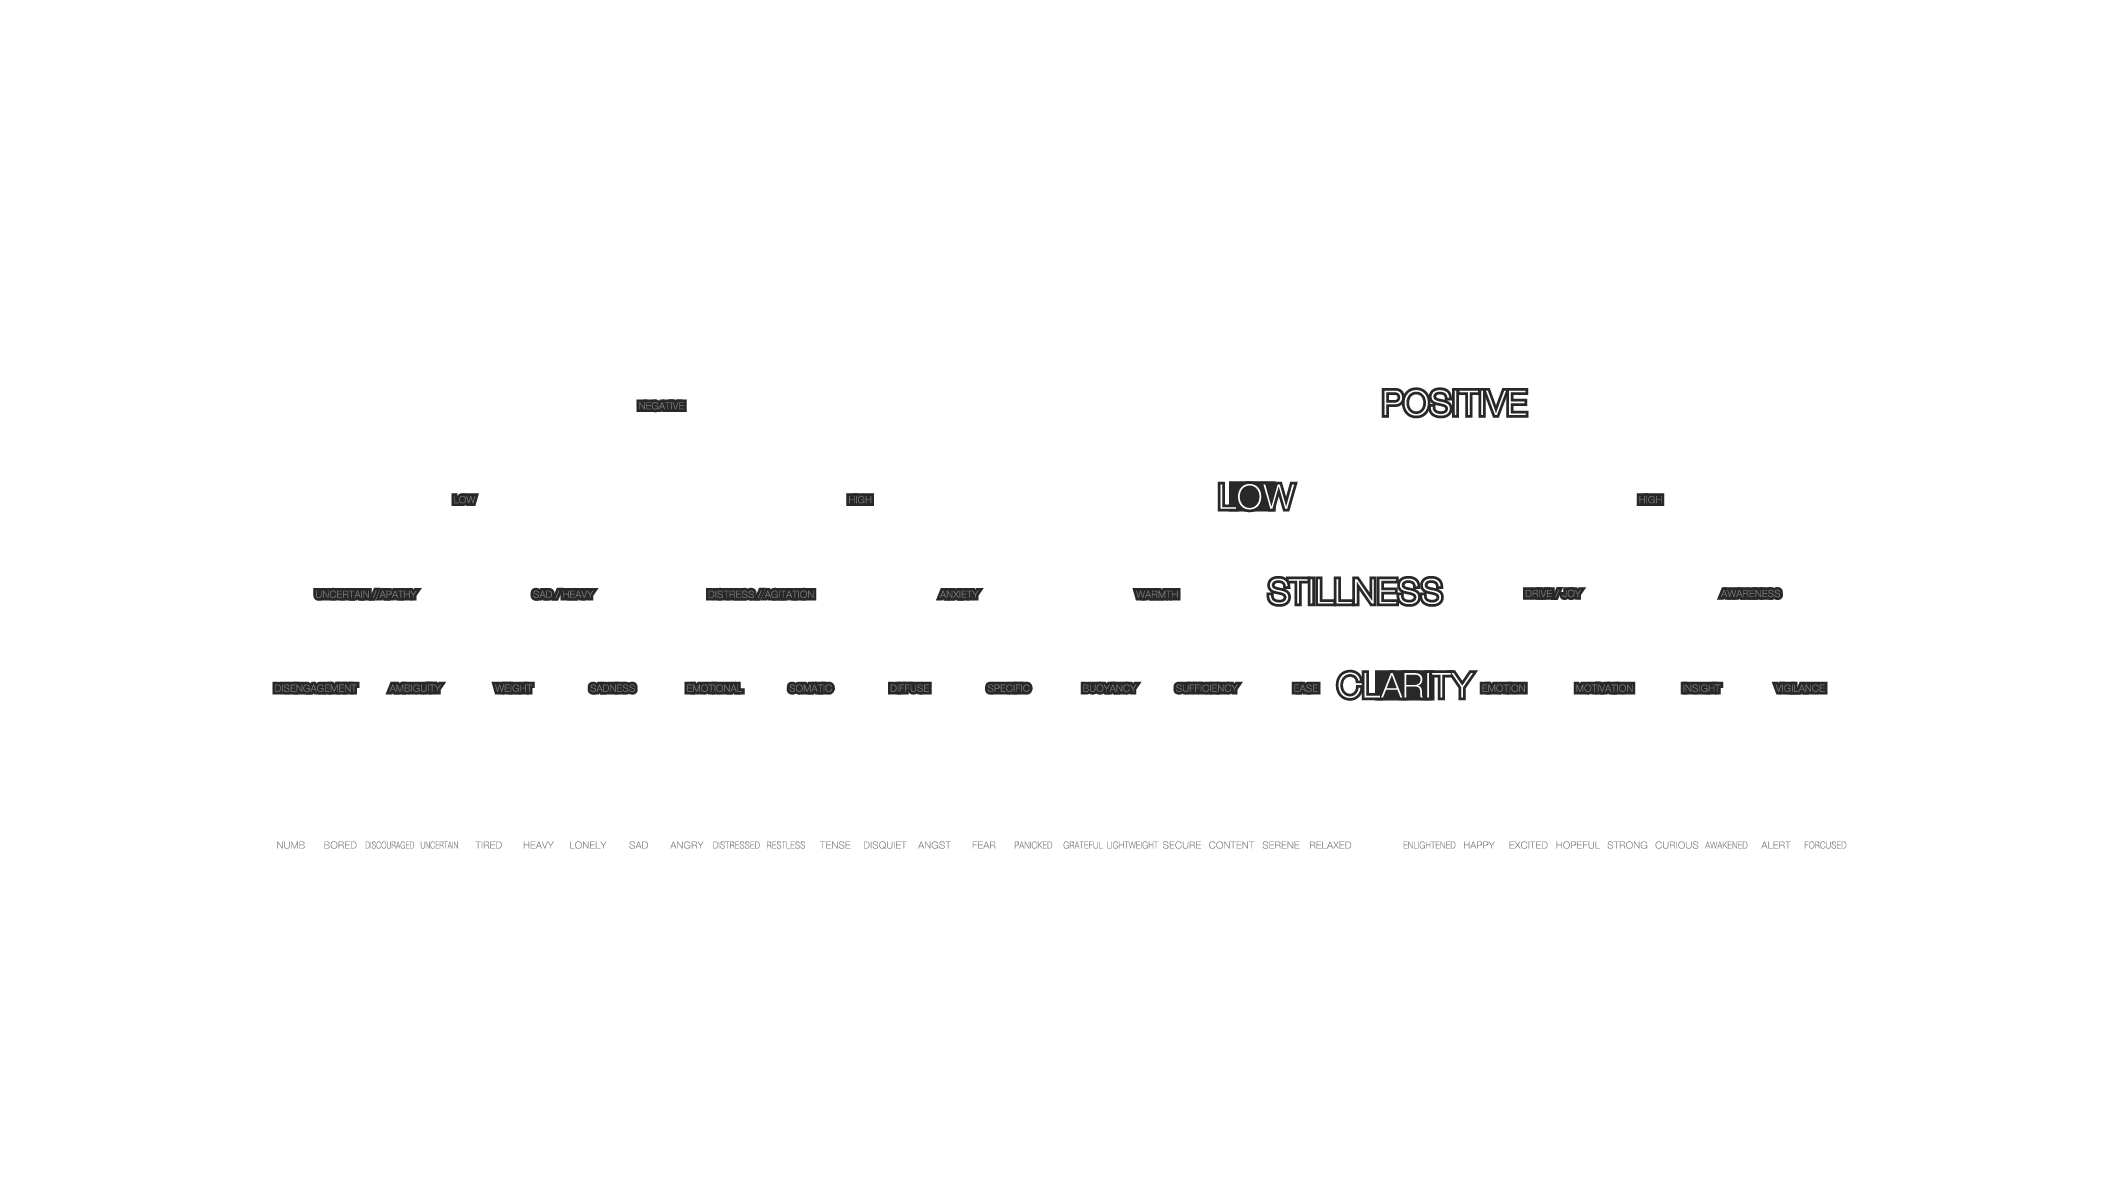 NEGATIVE POSITIVE
LOW HIGH LOW HIGH
UNCERTAIN//APATHY SAD//HEAVY DISTRESS//AGITATION ANXIETY WARMTH STILLNESS DRIVE//JOY AWARENESS
DISENGAGEMENT AMBIGUITY WEIGHT SADNESS EMOTIONAL SOMATIC DIFFUSE SPECIFIC BUOYANCY SUFFICIENCY EASE CLARITY EMOTION MOTIVATION INSIGHT VIGILANCE
NUMB BORED DISCOURAGED UNCERTAIN TIRED HEAVY LONELY SAD ANGRY DISTRESSED RESTLESS TENSE DISQUIET ANGST FEAR PANICKED GRATEFUL LIGHTWEIGHT SECURE CONTENT SERENE RELAXED ENLIGHTENED HAPPY EXCITED HOPEFUL STRONG CURIOUS AWAKENED ALERT FORCUSED